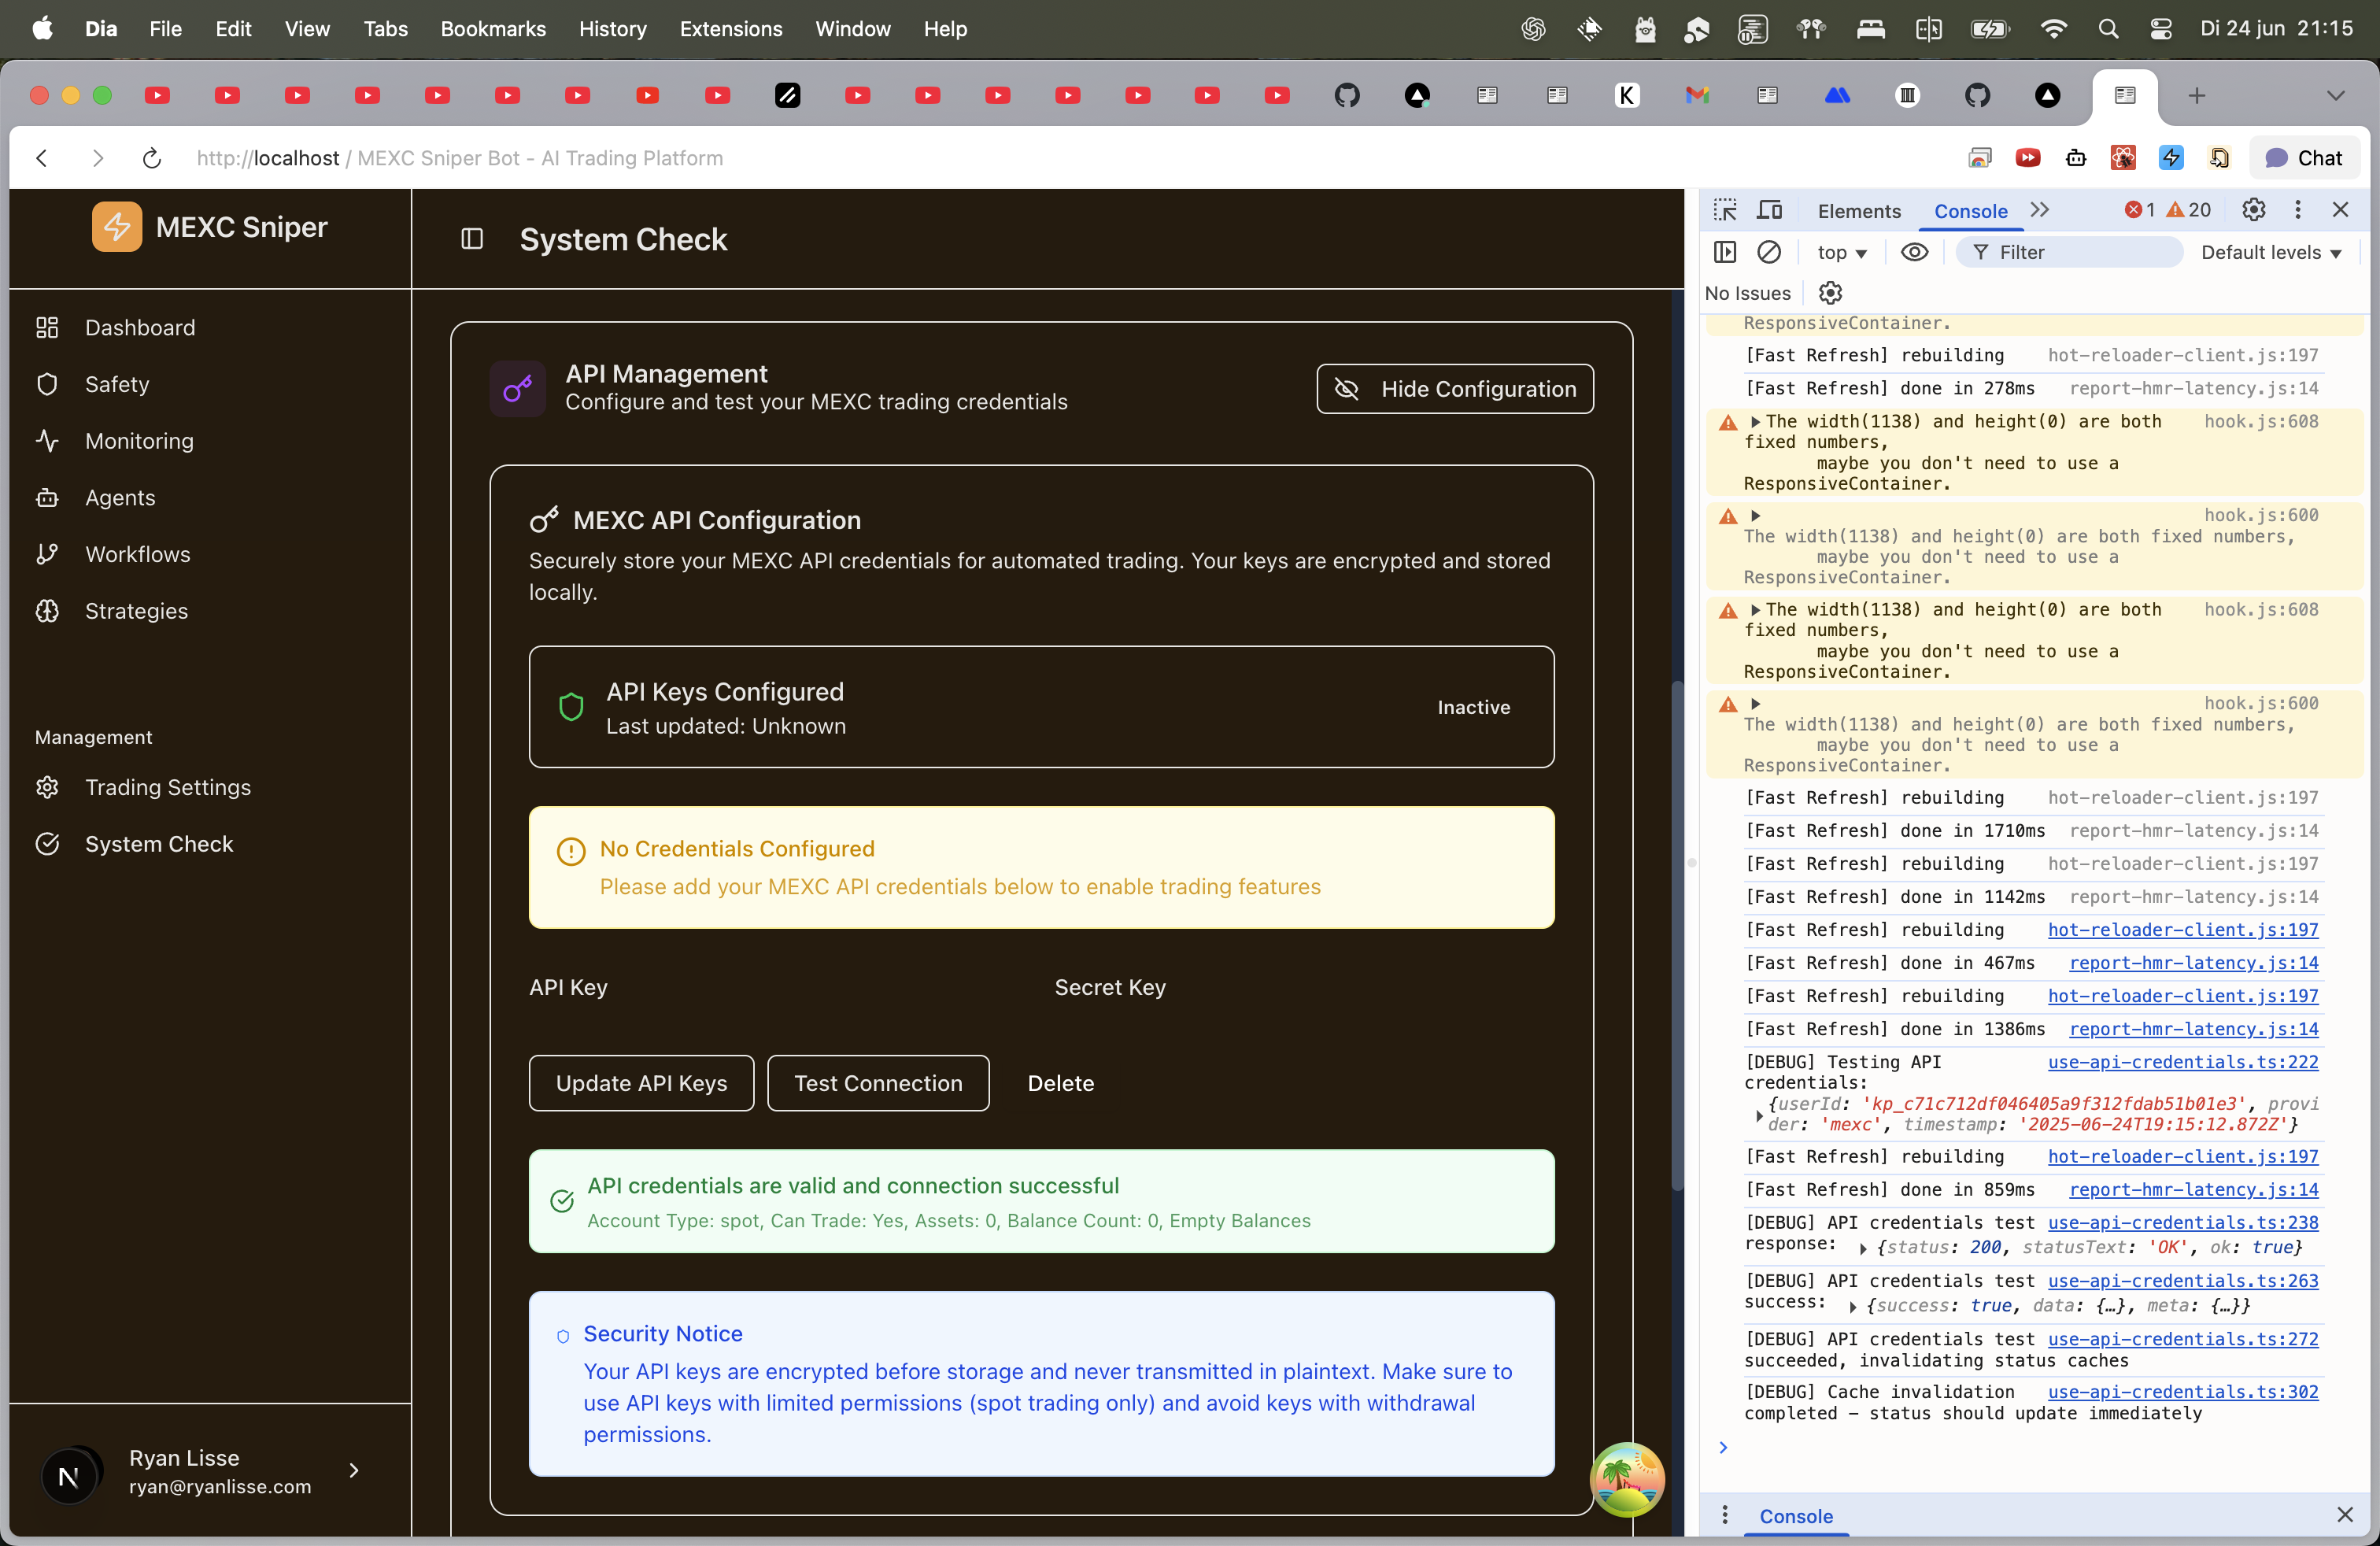 Dia File Edit View Tabs Bookmarks History Extensions Window Help Di 24 jun 21:15
K
http://localhost / MEXC Sniper Bot - AI Trading Platform
Chat
MEXC Sniper
Dashboard
Safety
Monitoring
Agents
Workflows
Strategies
Management
Trading Settings
System Check
N
Ryan Lisse
ryan@ryanlisse.com
System Check
API Management
Configure and test your MEXC trading credentials
Hide Configuration
MEXC API Configuration
Securely store your MEXC API credentials for automated trading. Your keys are encrypted and stored
locally.
API Keys Configured
Last updated: Unknown
Inactive
No Credentials Configured
Please add your MEXC API credentials below to enable trading features
API Key
Secret Key
Update API Keys
Test Connection
Delete
API credentials are valid and connection successful
Account Type: spot, Can Trade: Yes, Assets: 0, Balance Count: 0, Empty Balances
Security Notice
Your API keys are encrypted before storage and never transmitted in plaintext. Make sure to
use API keys with limited permissions (spot trading only) and avoid keys with withdrawal
permissions.
Elements Console 1 20
top Filter Default levels
No Issues
ResponsiveContainer.
[Fast Refresh] rebuilding hot-reloader-client.js:197
[Fast Refresh] done in 278ms report-hmr-latency.js:14
The width(1138) and height(0) are both hook.js:608
fixed numbers,
maybe you don't need to use a
ResponsiveContainer.
hook.js:600
The width(1138) and height(0) are both fixed numbers,
maybe you don't need to use a
ResponsiveContainer.
The width(1138) and height(0) are both hook.js:608
fixed numbers,
maybe you don't need to use a
ResponsiveContainer.
hook.js:600
The width(1138) and height(0) are both fixed numbers,
maybe you don't need to use a
ResponsiveContainer.
[Fast Refresh] rebuilding hot-reloader-client.js:197
[Fast Refresh] done in 1710ms report-hmr-latency.js:14
[Fast Refresh] rebuilding hot-reloader-client.js:197
[Fast Refresh] done in 1142ms report-hmr-latency.js:14
[Fast Refresh] rebuilding hot-reloader-client.js:197
[Fast Refresh] done in 467ms report-hmr-latency.js:14
[Fast Refresh] rebuilding hot-reloader-client.js:197
[Fast Refresh] done in 1386ms report-hmr-latency.js:14
[DEBUG] Testing API use-api-credentials.ts:222
credentials:
{userId: 'kp_c71c712df046405a9f312fdab51b01e3', provi
der: 'mexc', timestamp: '2025-06-24T19:15:12.872Z'}
[Fast Refresh] rebuilding hot-reloader-client.js:197
[Fast Refresh] done in 859ms report-hmr-latency.js:14
[DEBUG] API credentials test use-api-credentials.ts:238
response: {status: 200, statusText: 'OK', ok: true}
[DEBUG] API credentials test use-api-credentials.ts:263
success: {success: true, data: {…}, meta: {…}}
[DEBUG] API credentials test use-api-credentials.ts:272
succeeded, invalidating status caches
[DEBUG] Cache invalidation use-api-credentials.ts:302
completed – status should update immediately
Console